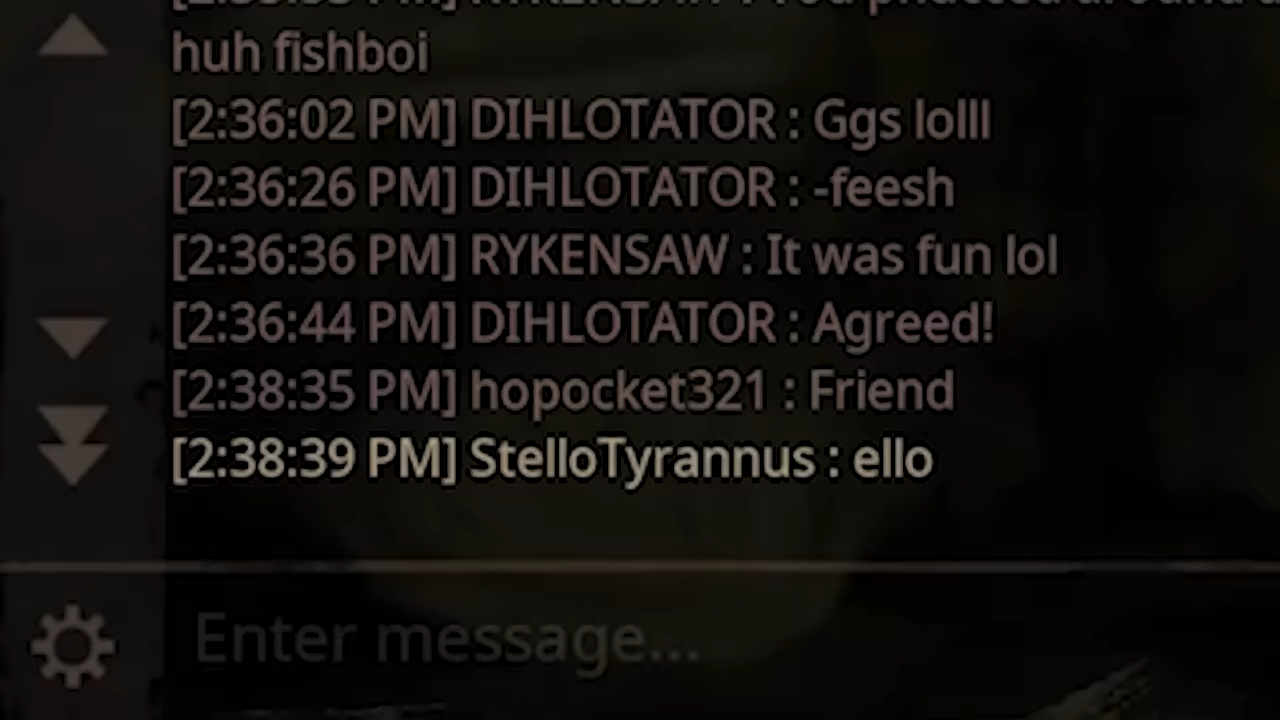 huh fishboi
[2:36:02 PM] DIHLOTATOR : Ggs lolll
[2:36:26 PM] DIHLOTATOR : -feesh
[2:36:36 PM] RYKENSAW : It was fun lol
[2:36:44 PM] DIHLOTATOR : Agreed!
[2:38:35 PM] hopocket321 : Friend
[2:38:39 PM] StelloTyrannus : ello
Enter message...